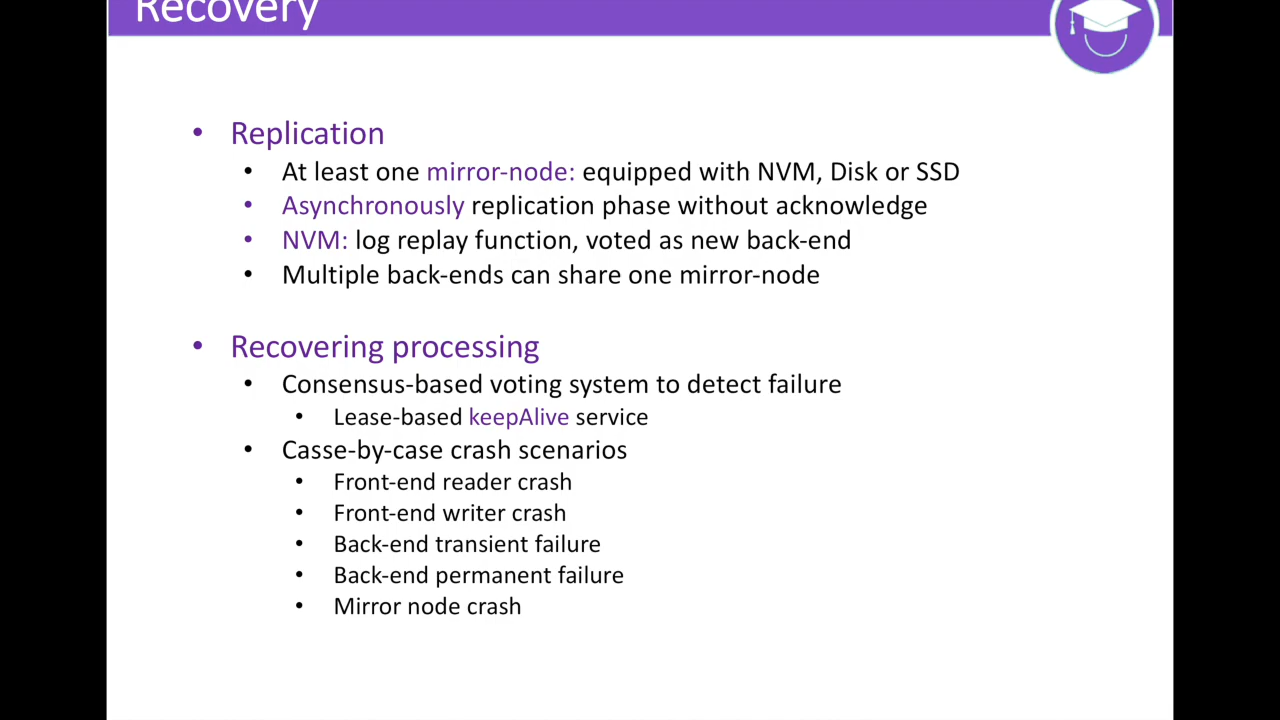 Recovery
• Replication
• At least one mirror-node: equipped with NVM, Disk or SSD
• Asynchronously replication phase without acknowledge
• NVM: log replay function, voted as new back-end
• Multiple back-ends can share one mirror-node
• Recovering processing
• Consensus-based voting system to detect failure
• Lease-based keepAlive service
• Casse-by-case crash scenarios
• Front-end reader crash
• Front-end writer crash
• Back-end transient failure
• Back-end permanent failure
• Mirror node crash